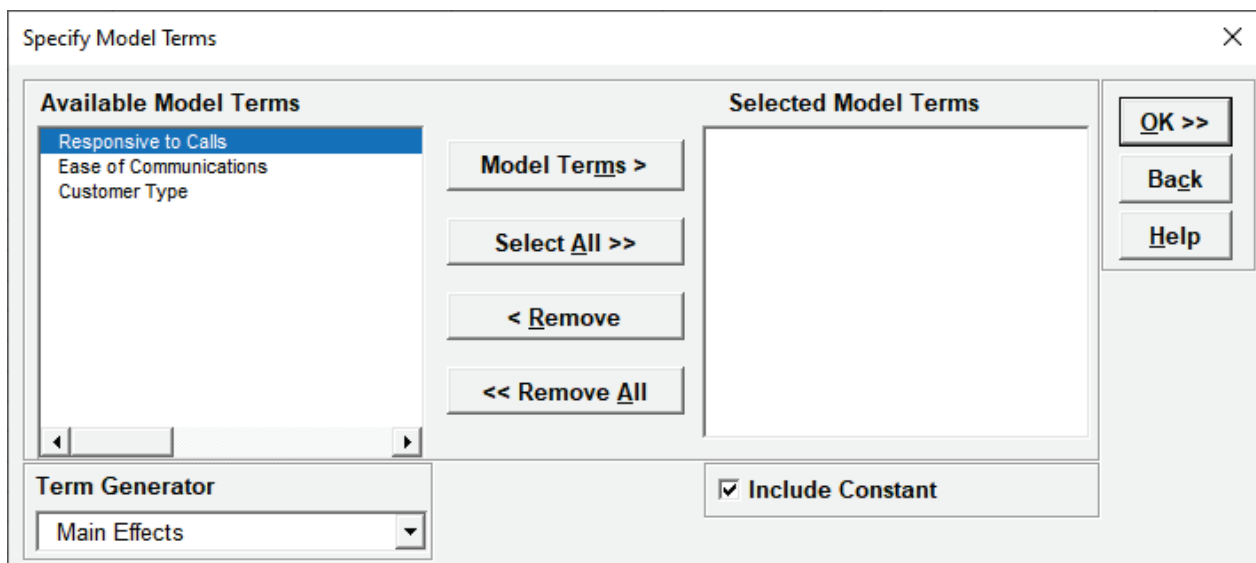 Specify Model Terms
Available Model Terms
Responsive to Calls
Ease of Communications
Customer Type
Model Terms >
Select All >>
< Remove
<< Remove All
Selected Model Terms
OK >>
Back
Help
Term Generator
Main Effects
Include Constant